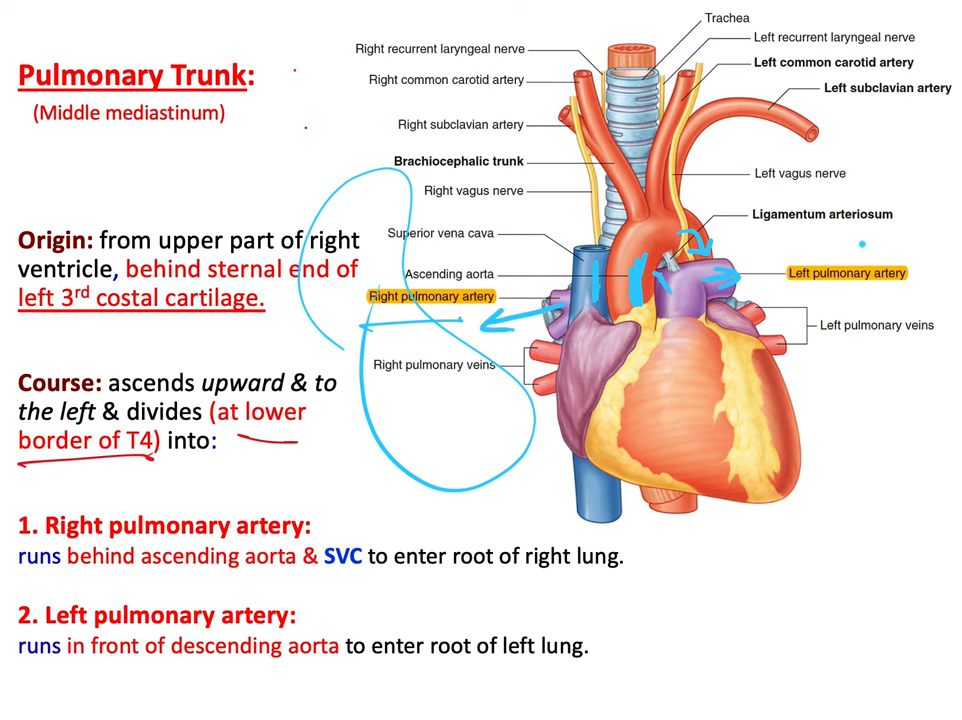 Pulmonary Trunk:
(Middle mediastinum)
Origin: from upper part of right
ventricle, behind sternal end of
left 3rd costal cartilage.
Course: ascends upward & to
the left & divides (at lower
border of T4) into:
1. Right pulmonary artery:
runs behind ascending aorta & SVC to enter root of right lung.
2. Left pulmonary artery:
runs in front of descending aorta to enter root of left lung.
Right recurrent laryngeal nerve
Right common carotid artery
Right subclavian artery
Brachiocephalic trunk
Right vagus nerve
Superior vena cava
Ascending aorta
Right pulmonary artery
Right pulmonary veins
Trachea
Left recurrent laryngeal nerve
Left common carotid artery
Left subclavian artery
Left vagus nerve
Ligamentum arteriosum
Left pulmonary artery
Left pulmonary veins